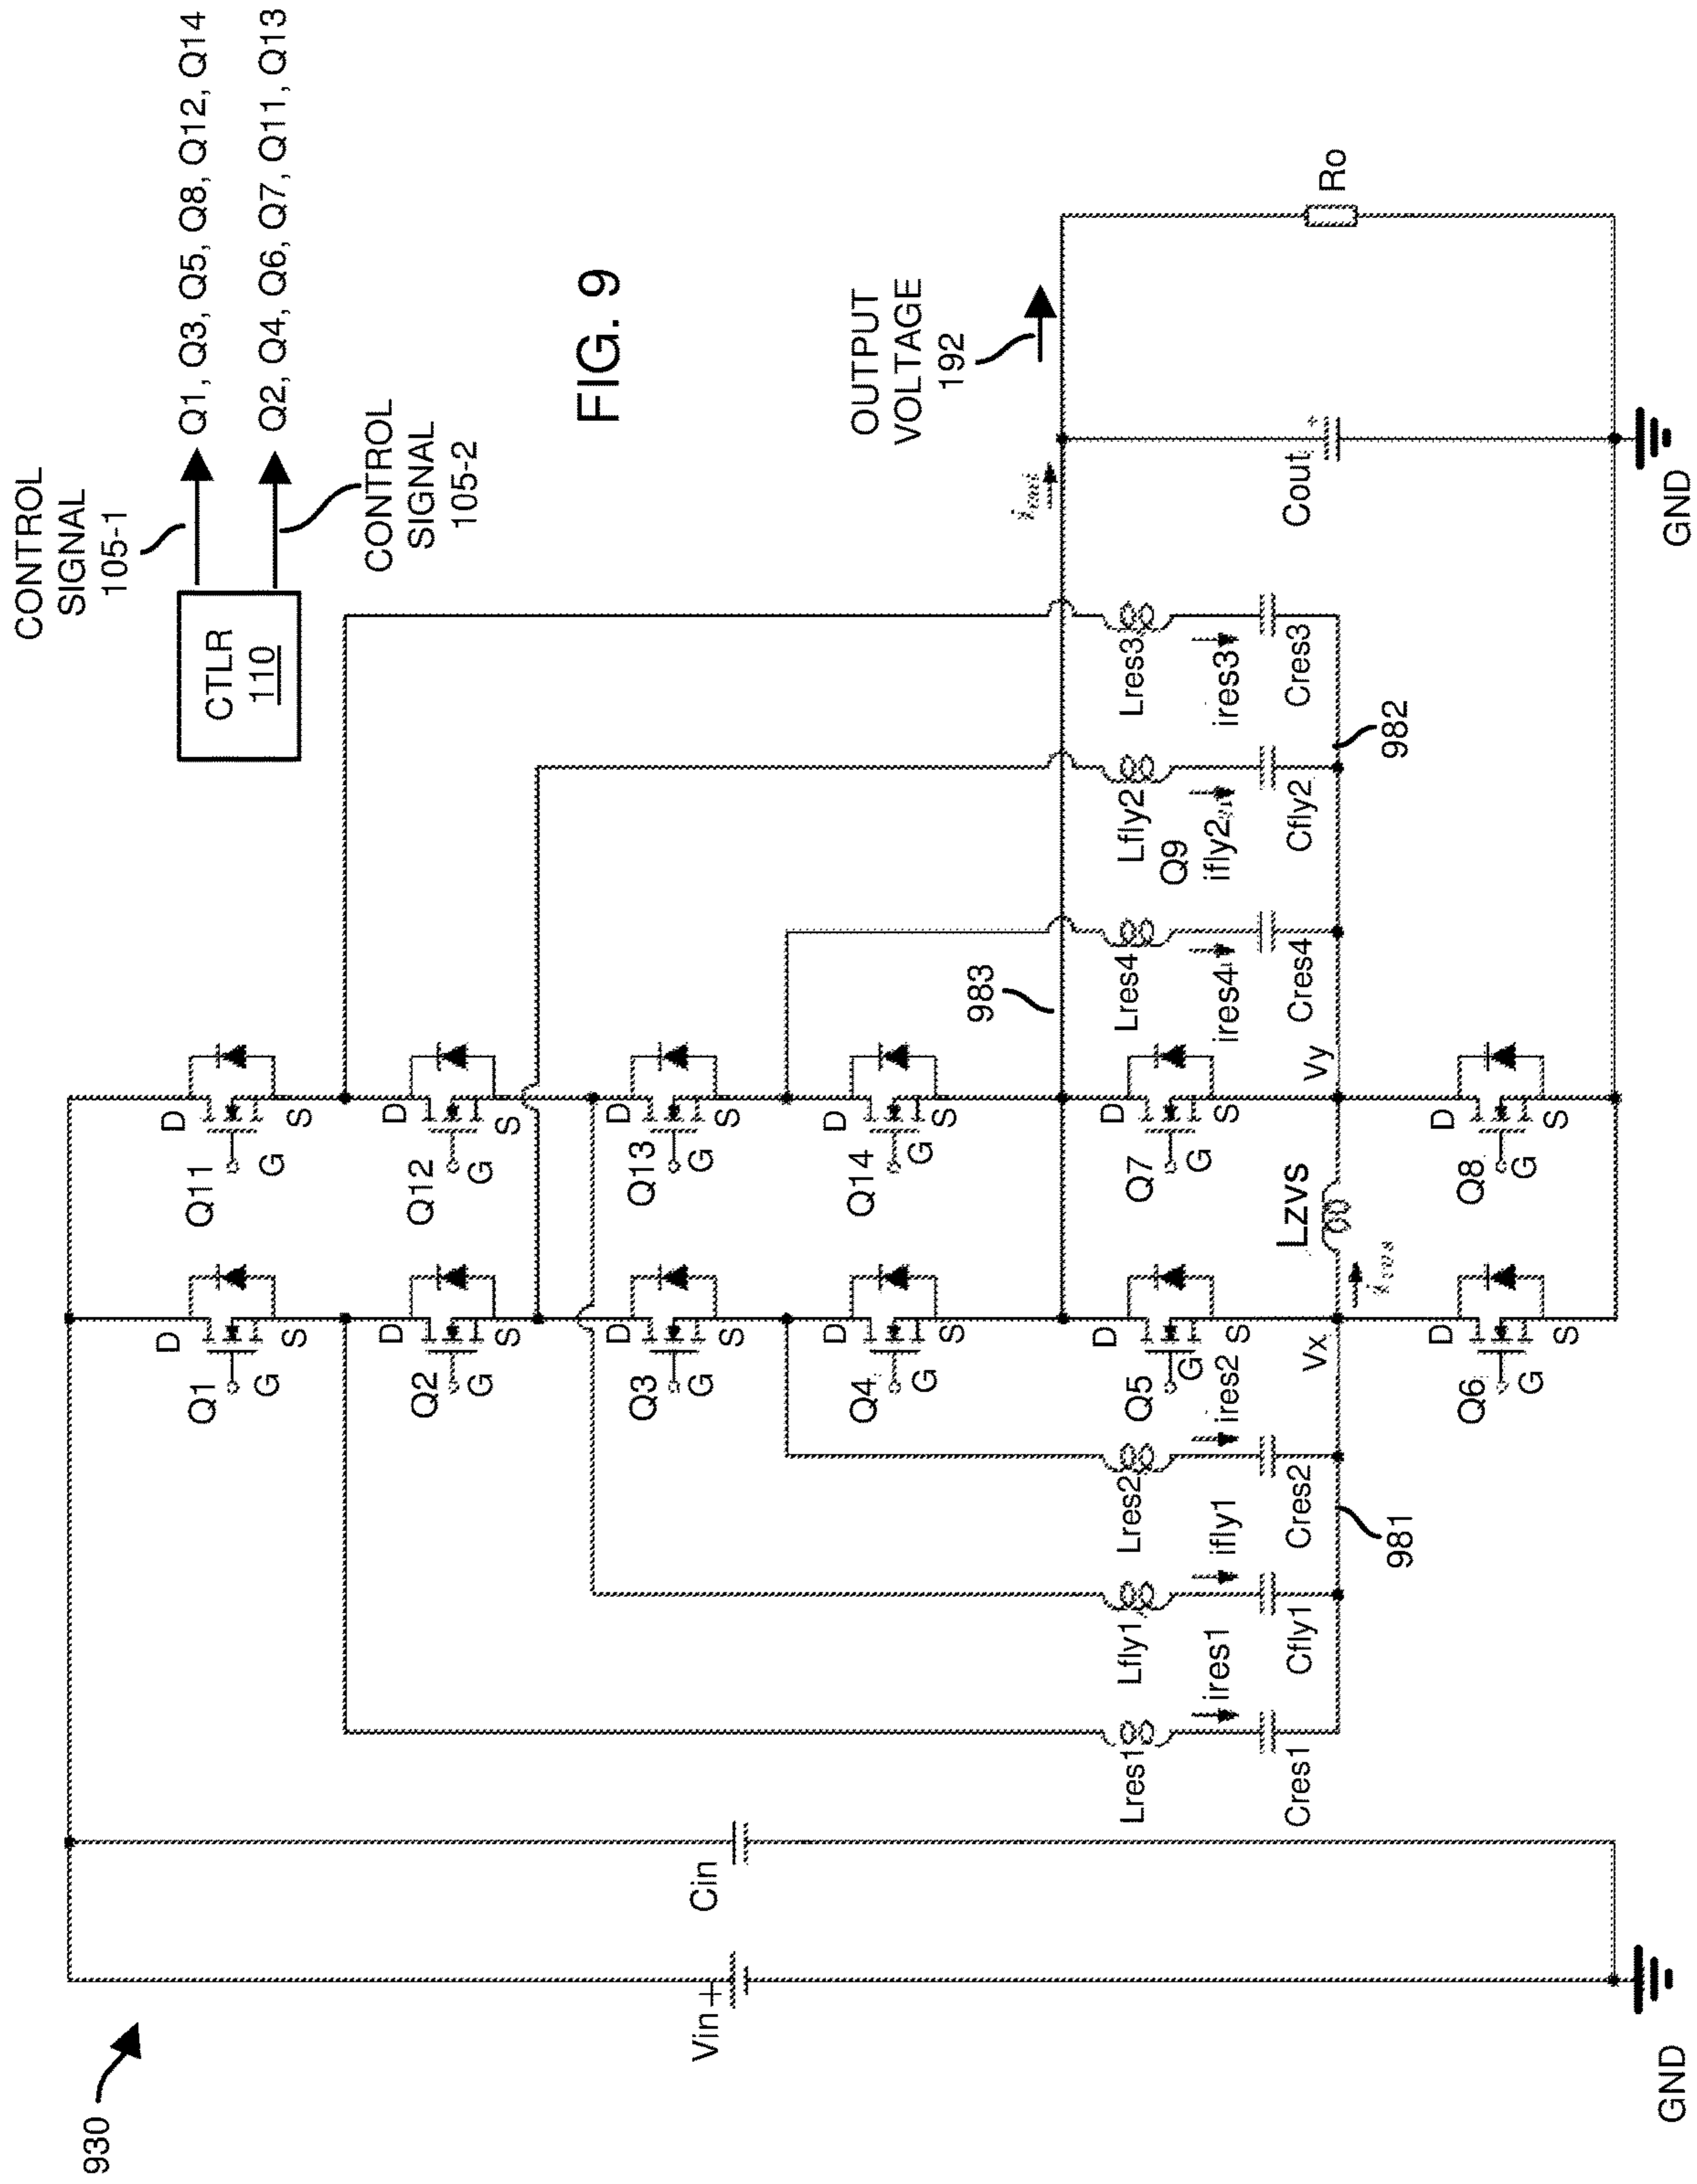 930
CONTROL
SIGNAL
105-1
CTLR
110
Q1, Q3, Q5, Q8, Q12, Q14
Q2, Q4, Q6, Q7, Q11, Q13
CONTROL
SIGNAL
105-2
FIG. 9
Q1
D
G
S
Q11
D
G
S
Q2
D
G
S
Q12
D
G
S
Q3
D
G
S
Q13
D
G
S
Q4
D
G
S
Q14
D
G
S
Vin
+
Cin
983
OUTPUT
VOLTAGE
192
Lres1
Lfly1
Lres2
Q5
D
G
S
Q7
D
G
S
Lres4
Lfly2
Lres3
Q9
ires1
ifly1
ires2
ires4
ifly2
ires3
Ro
Cres1
Cfly1
Cres2
Vx
Lzvs
Vy
Cres4
Cfly2
Cres3
Cout
+
981
982
Q6
D
G
S
Q8
D
G
S
GND
GND